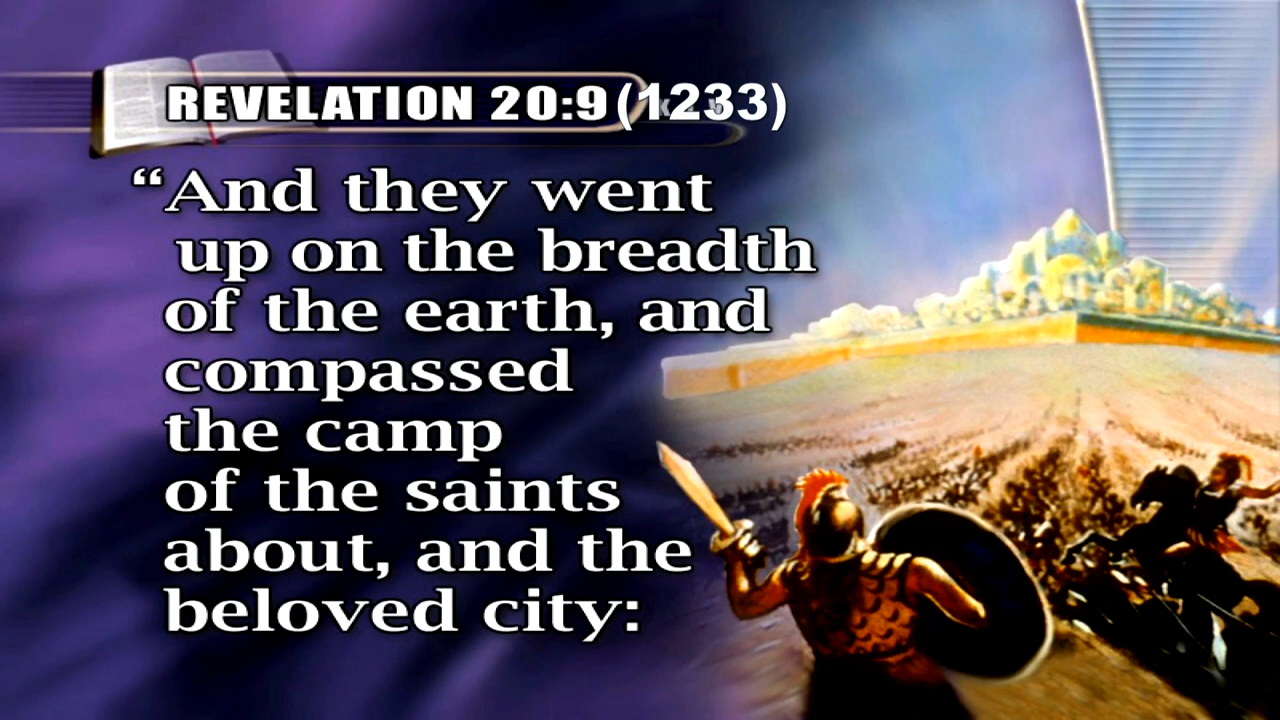 REVELATION 20:9 (1233)
“And they went
up on the breadth
of the earth, and
compassed
the camp
of the saints
about, and the
beloved city: